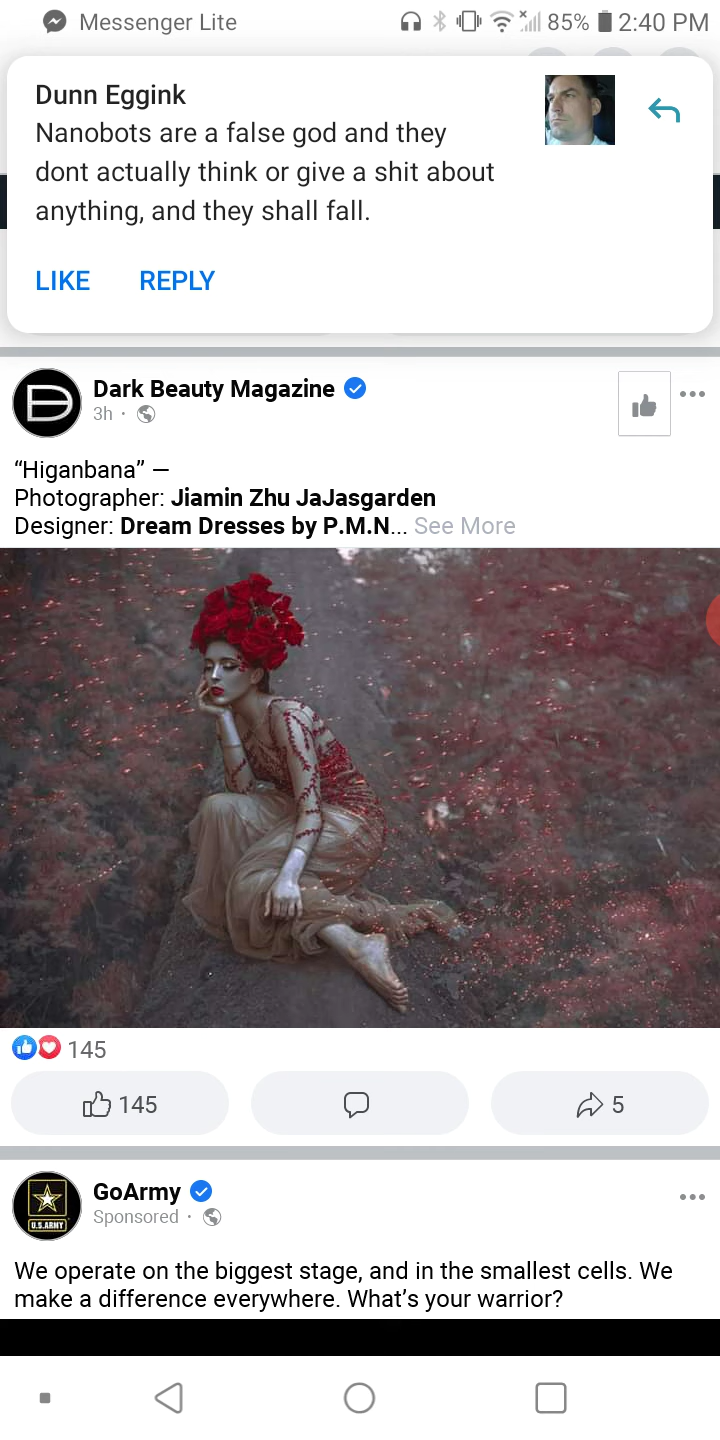 Messenger Lite 85% 2:40 PM
Dunn Eggink
Nanobots are a false god and they
dont actually think or give a shit about
anything, and they shall fall.
LIKE REPLY
Dark Beauty Magazine
3h ·
“Higanbana” —
Photographer: Jiamin Zhu JaJasgarden
Designer: Dream Dresses by P.M.N... See More
145
145 5
GoArmy
Sponsored ·
U.S.ARMY
We operate on the biggest stage, and in the smallest cells. We
make a difference everywhere. What’s your warrior?